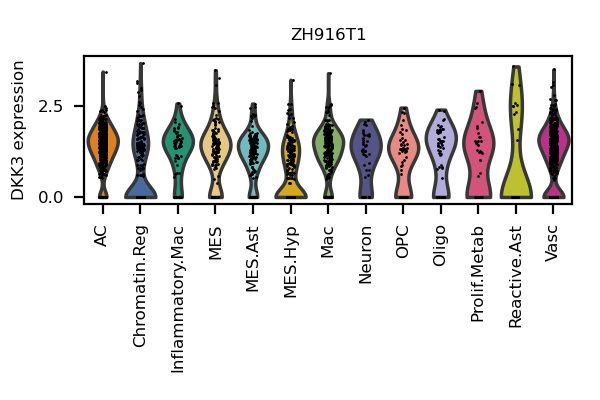 ZH916T1
DKK3 expression
2.5
0.0
AC
Chromatin.Reg
Inflammatory.Mac
MES
MES.Ast
MES.Hyp
Mac
Neuron
OPC
Oligo
Prolif.Metab
Reactive.Ast
Vasc